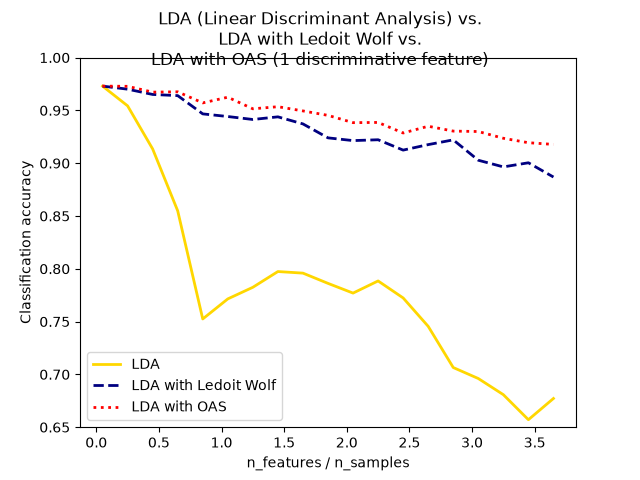 LDA (Linear Discriminant Analysis) vs.
LDA with Ledoit Wolf vs.
LDA with OAS (1 discriminative feature)
1.00
0.95
0.90
0.85
0.80
0.75
0.70
0.65
Classification accuracy
LDA
LDA with Ledoit Wolf
LDA with OAS
0.0 0.5 1.0 1.5 2.0 2.5 3.0 3.5
n_features / n_samples